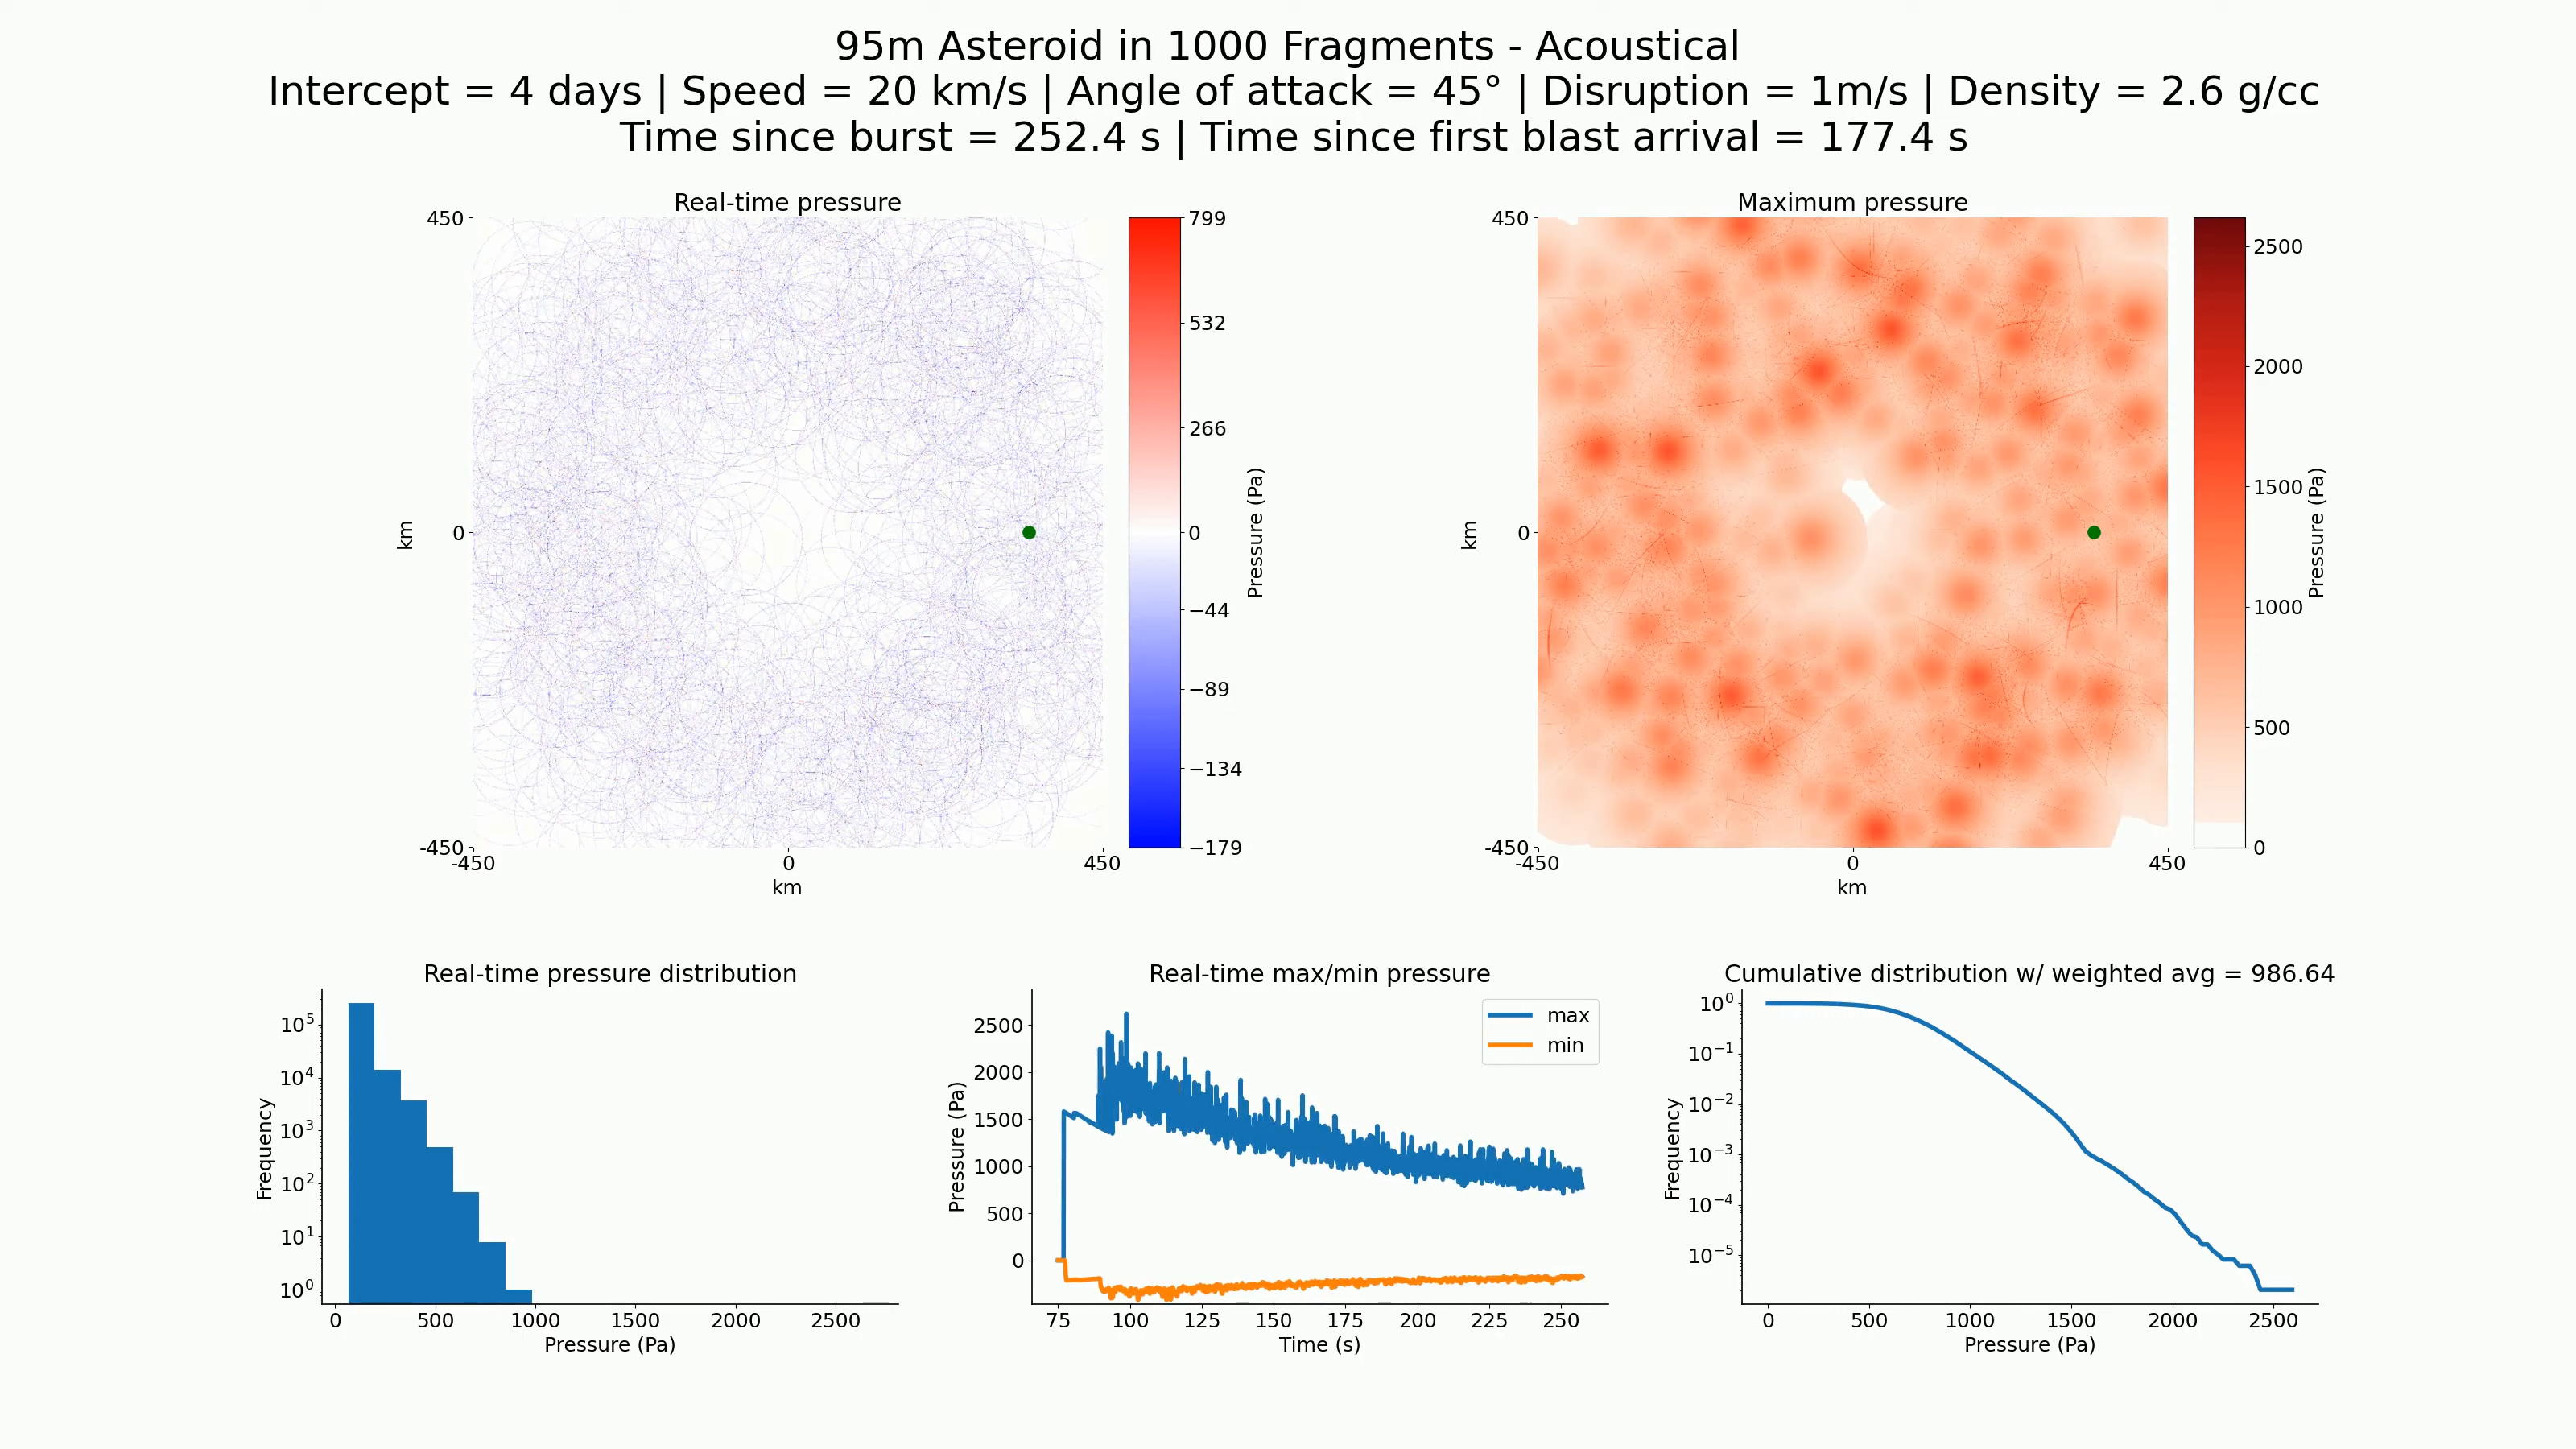 95m Asteroid in 1000 Fragments - Acoustical
Intercept = 4 days | Speed = 20 km/s | Angle of attack = 45° | Disruption = 1m/s | Density = 2.6 g/cc
Time since burst = 252.4 s | Time since first blast arrival = 177.4 s
Real-time pressure
450
0
-450
km
-450
0
450
km
799
532
266
0
−44
−89
−134
−179
Pressure (Pa)
Maximum pressure
450
0
-450
km
-450
0
450
km
2500
2000
1500
1000
500
0
Pressure (Pa)
Real-time pressure distribution
Frequency
10^5
10^4
10^3
10^2
10^1
10^0
0
500
1000
1500
2000
2500
Pressure (Pa)
Real-time max/min pressure
Pressure (Pa)
2500
2000
1500
1000
500
0
max
min
75
100
125
150
175
200
225
250
Time (s)
Cumulative distribution w/ weighted avg = 986.64
Frequency
10^0
10^−1
10^−2
10^−3
10^−4
10^−5
0
500
1000
1500
2000
2500
Pressure (Pa)